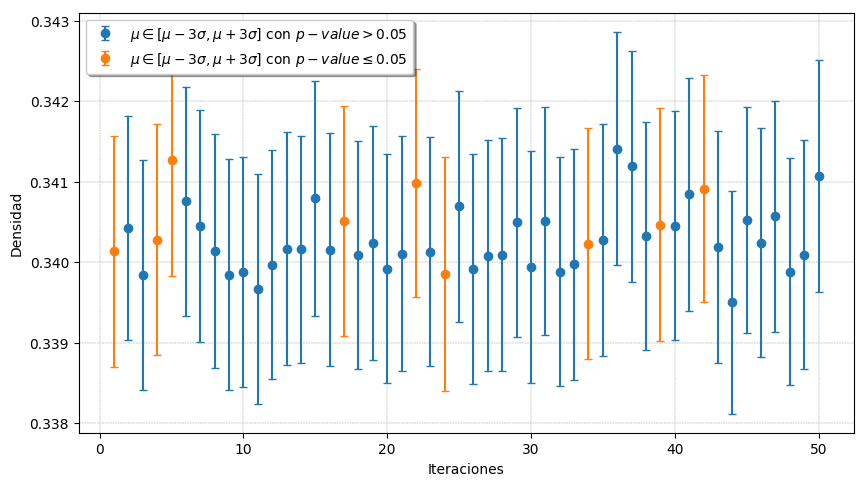 μ ∈ [μ − 3σ, μ + 3σ] con p − value > 0.05
μ ∈ [μ − 3σ, μ + 3σ] con p − value ≤ 0.05
0.343
0.342
0.341
0.340
0.339
0.338
Densidad
0 10 20 30 40 50
Iteraciones